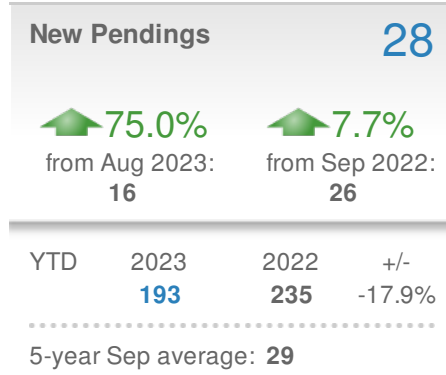 New Pendings 28
75.0% 7.7%
from Aug 2023: from Sep 2022:
16 26
YTD 2023 2022 +/-
193 235 -17.9%
5-year Sep average: 29